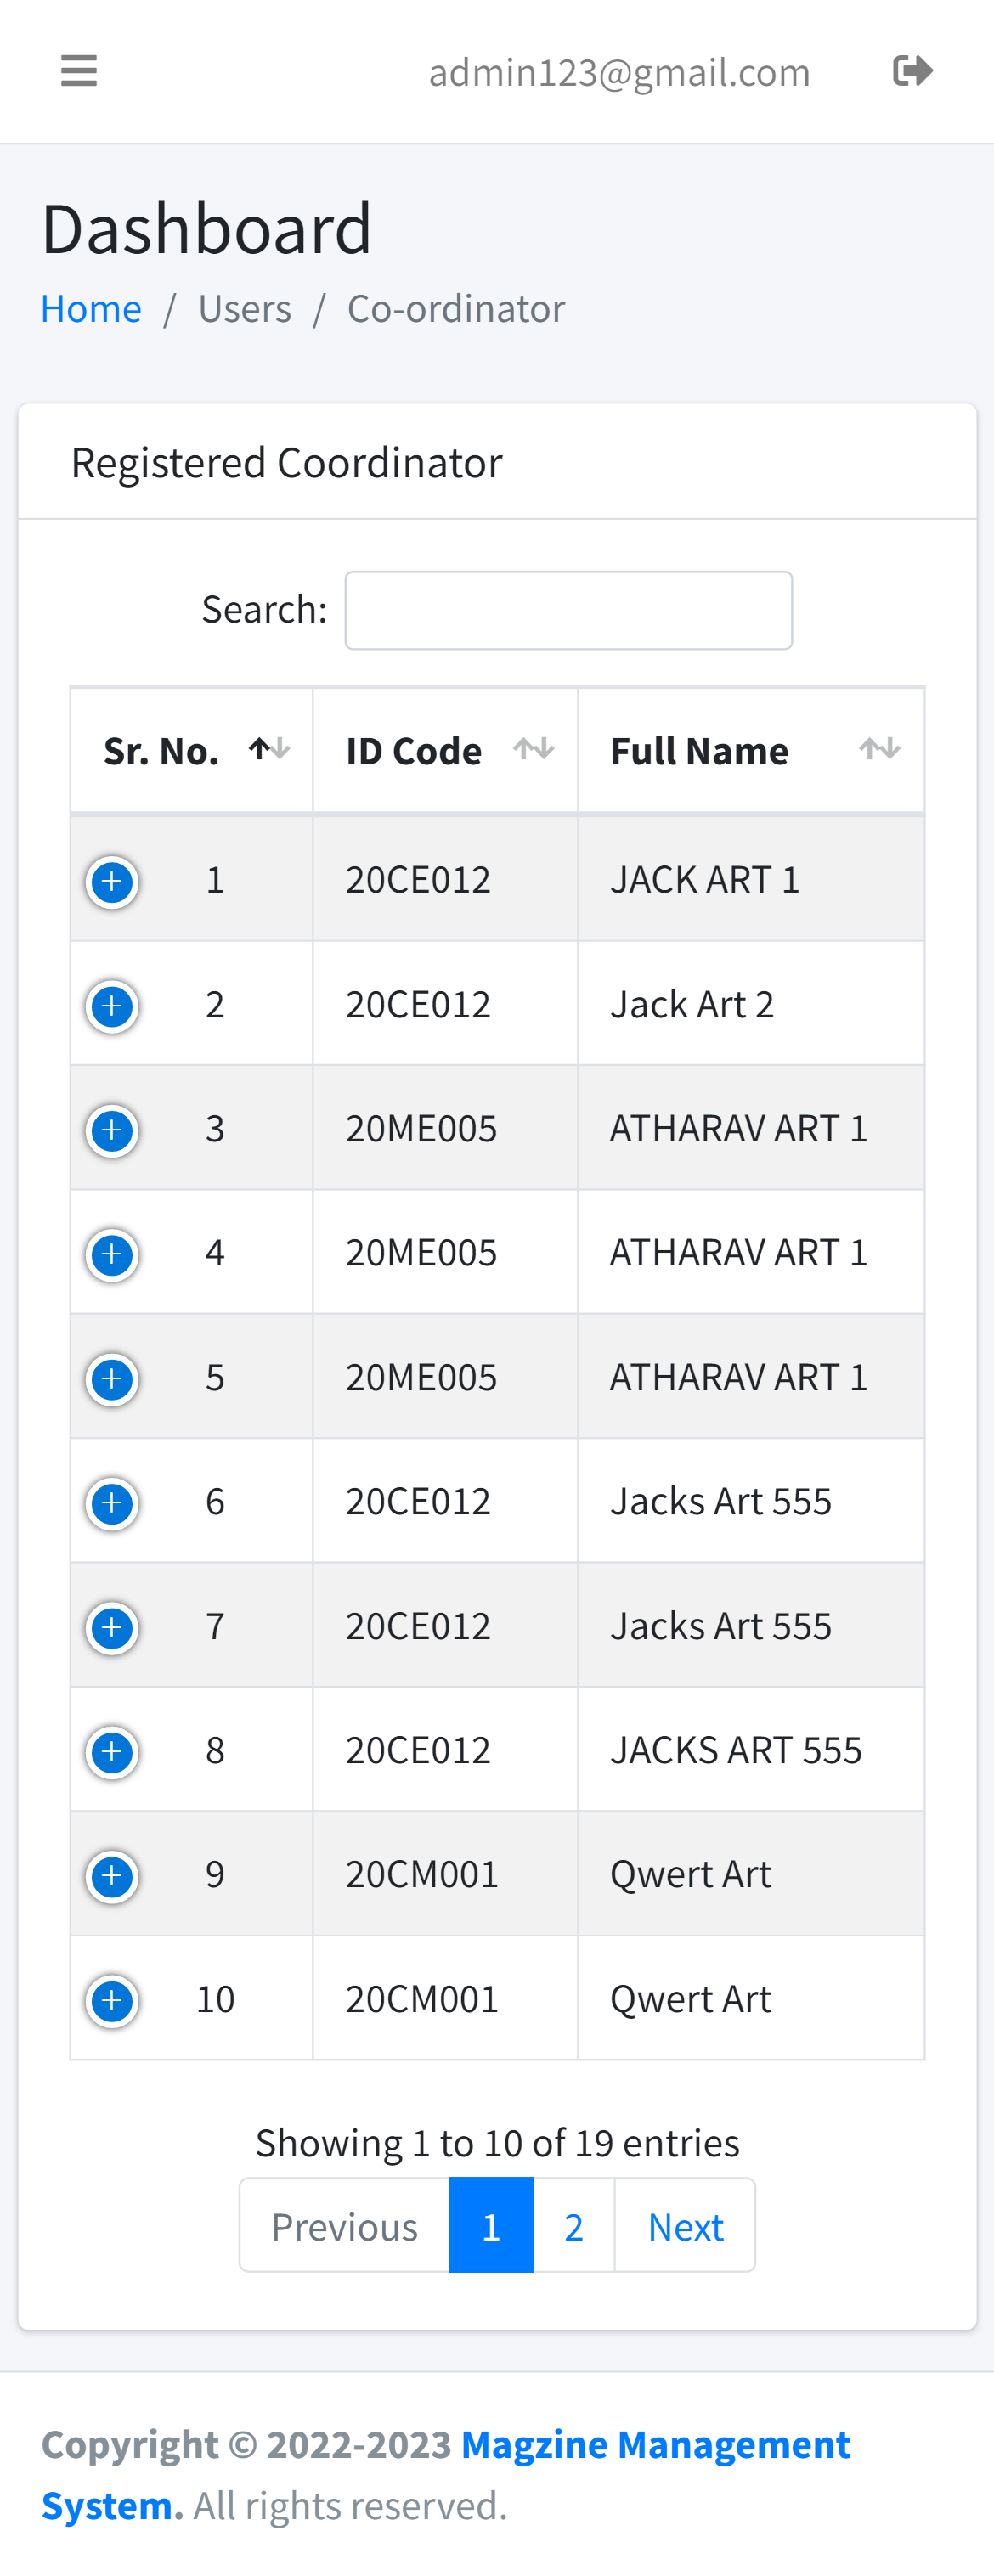 admin123@gmail.com
Dashboard
Home / Users / Co-ordinator
Registered Coordinator
Search:
Sr. No. ID Code Full Name
1 20CE012 JACK ART 1
2 20CE012 Jack Art 2
3 20ME005 ATHARAV ART 1
4 20ME005 ATHARAV ART 1
5 20ME005 ATHARAV ART 1
6 20CE012 Jacks Art 555
7 20CE012 Jacks Art 555
8 20CE012 JACKS ART 555
9 20CM001 Qwert Art
10 20CM001 Qwert Art
Showing 1 to 10 of 19 entries
Previous 1 2 Next
Copyright © 2022-2023 Magzine Management
System. All rights reserved.